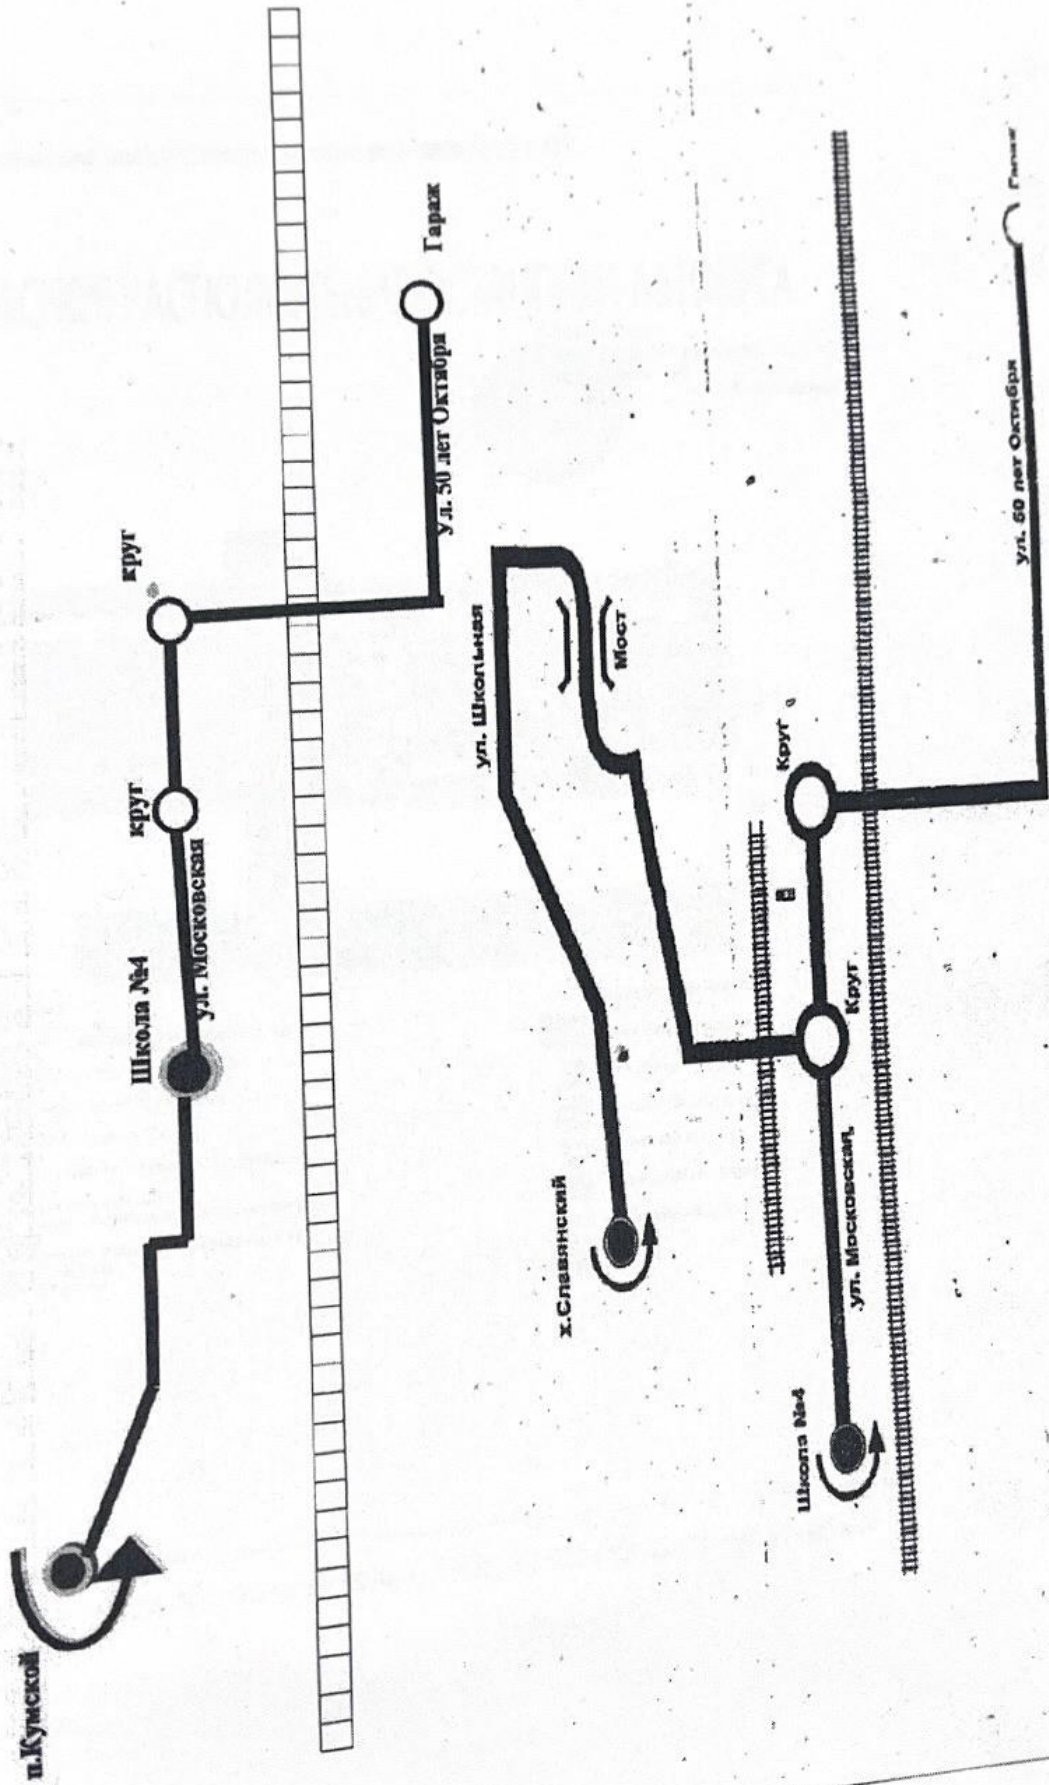 п.Кумской
Школа №4
круг
круг
ул. Московская
Ул. 50 лет Октября
Гараж
х.Славянский
ул. Школьная
Мост
Школа №4
ул. Московская,
Круг
Круг
ул. 50 лет Октября